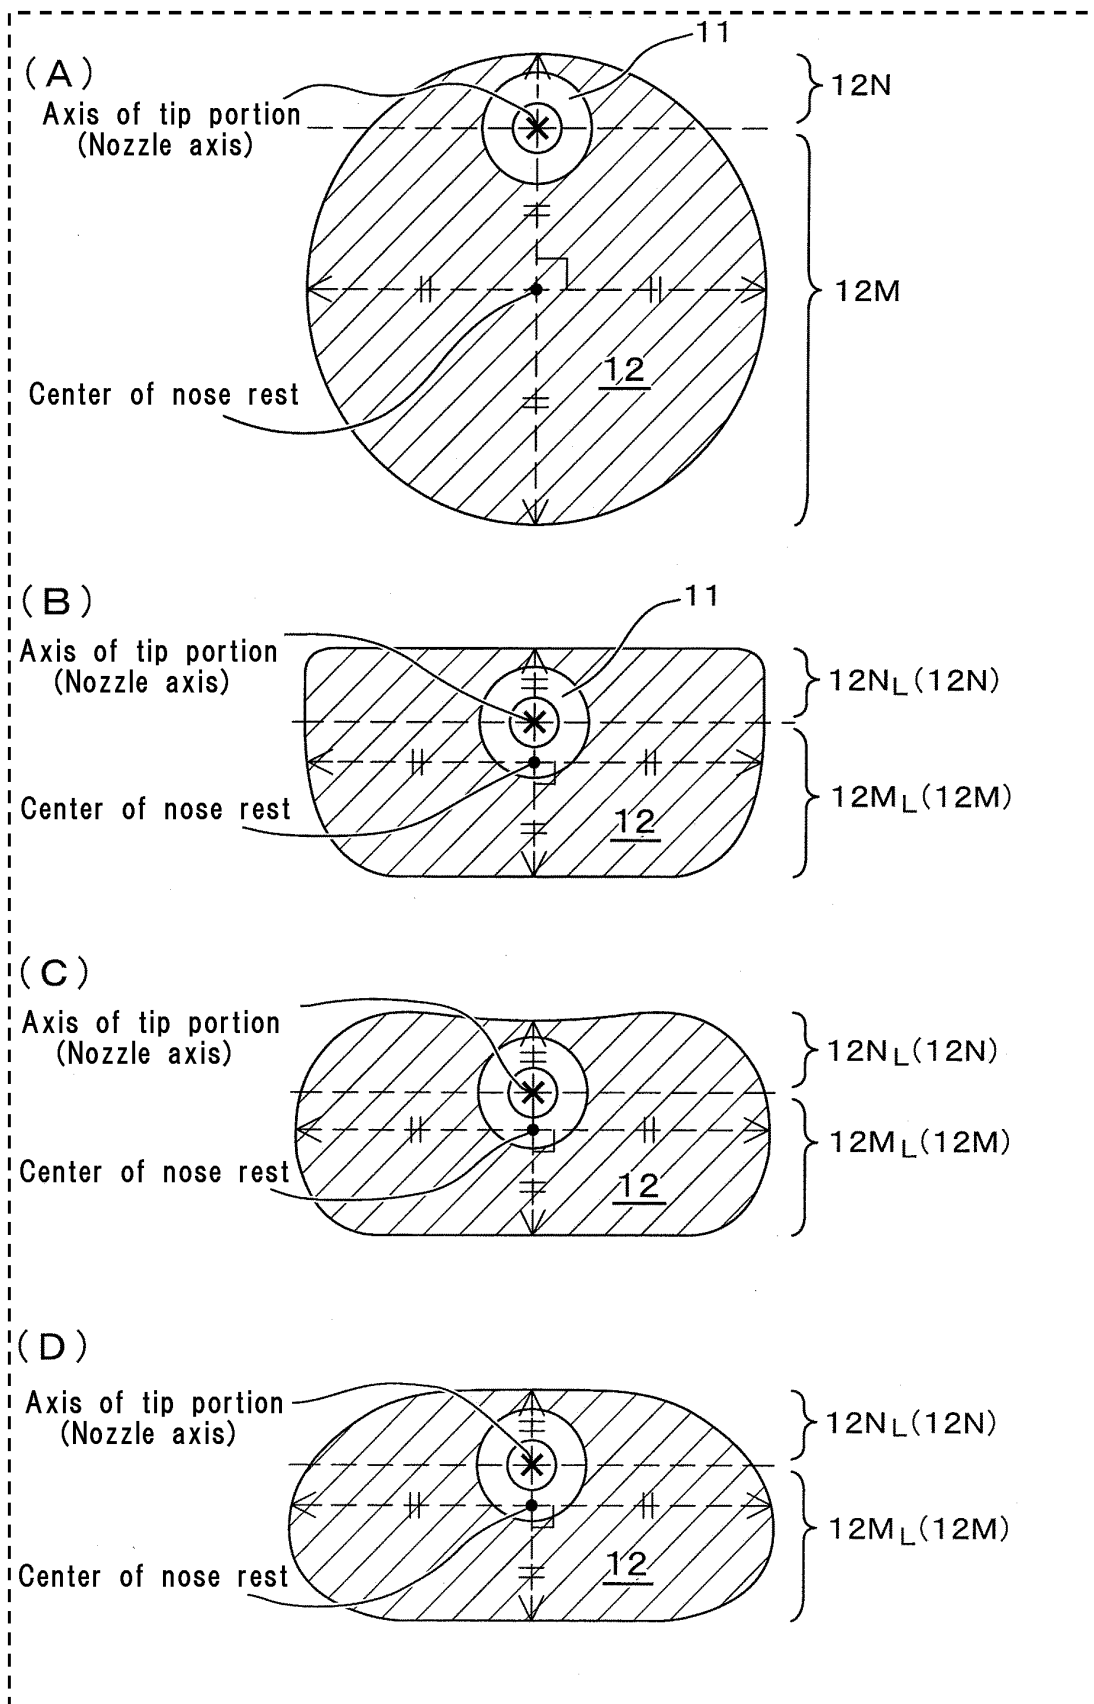 (A)
11
12N
Axis of tip portion
(Nozzle axis)
12M
12
Center of nose rest
(B)
11
Axis of tip portion
(Nozzle axis)
12NL(12N)
12ML(12M)
Center of nose rest
12
(C)
Axis of tip portion
(Nozzle axis)
12NL(12N)
12ML(12M)
Center of nose rest
12
(D)
Axis of tip portion
(Nozzle axis)
12NL(12N)
12ML(12M)
Center of nose rest
12